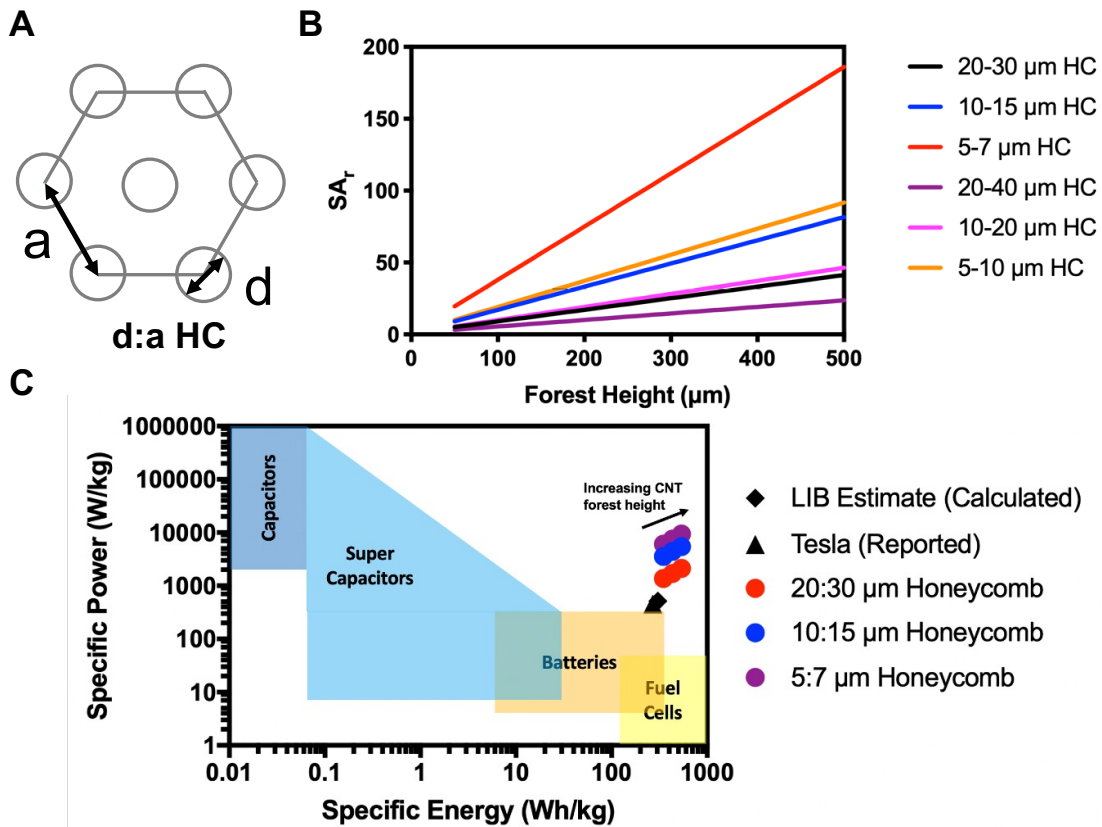 A
a
d
d:a HC
B
200
150
100
50
0
SAr
0 100 200 300 400 500
Forest Height (µm)
20-30 µm HC
10-15 µm HC
5-7 µm HC
20-40 µm HC
10-20 µm HC
5-10 µm HC
C
1000000
100000
10000
1000
100
10
1
Specific Power (W/kg)
Capacitors
Super
Capacitors
Batteries
Fuel
Cells
Increasing CNT
forest height
0.01 0.1 1 10 100 1000
Specific Energy (Wh/kg)
LIB Estimate (Calculated)
Tesla (Reported)
20:30 µm Honeycomb
10:15 µm Honeycomb
5:7 µm Honeycomb